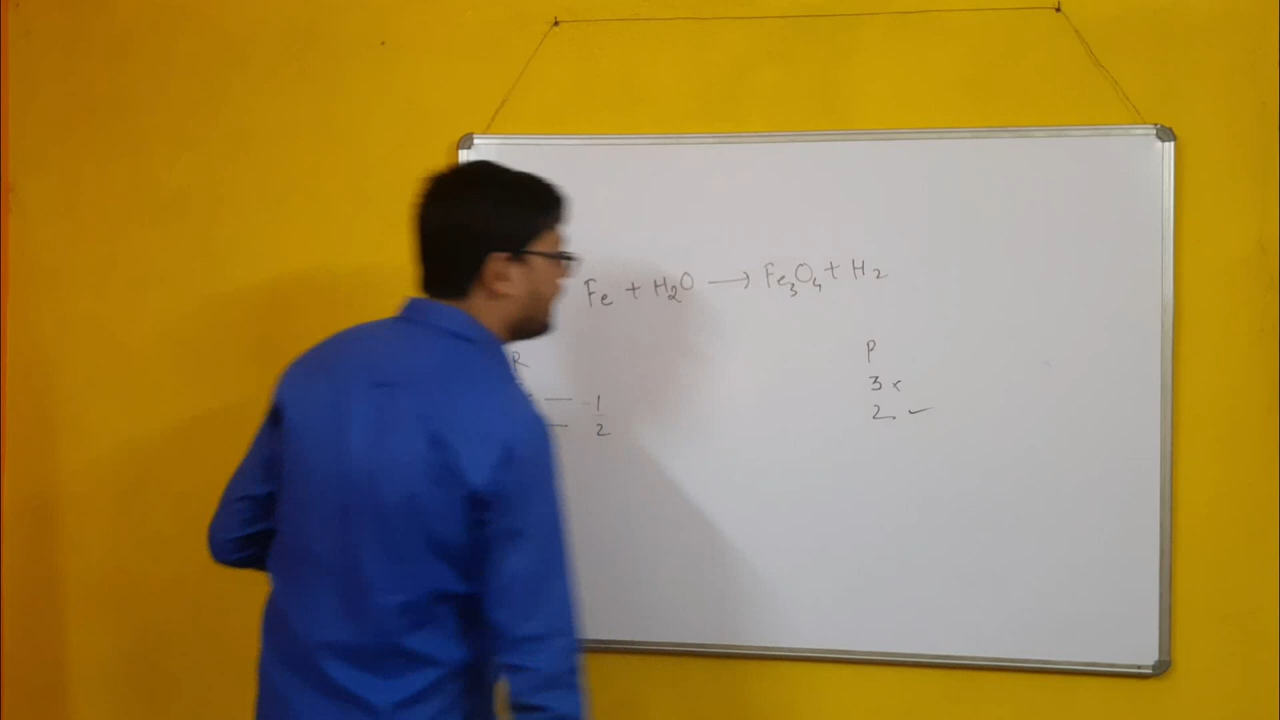 Fe + H₂O → Fe₃O₄ + H₂
R P
— 1 3 ×
— 2 2 ✓